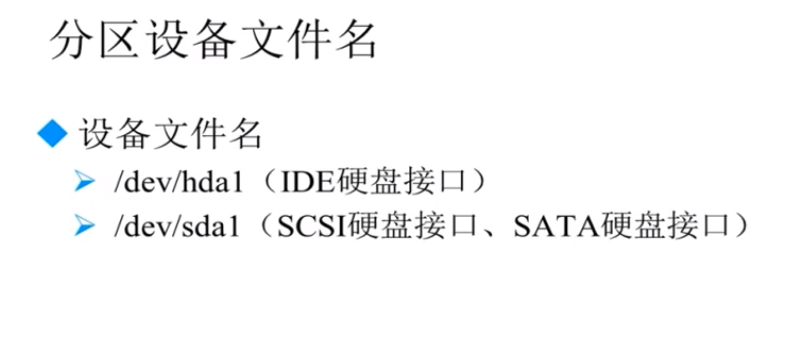 分区设备文件名
设备文件名
/dev/hda1（IDE硬盘接口）
/dev/sda1（SCSI硬盘接口、SATA硬盘接口）